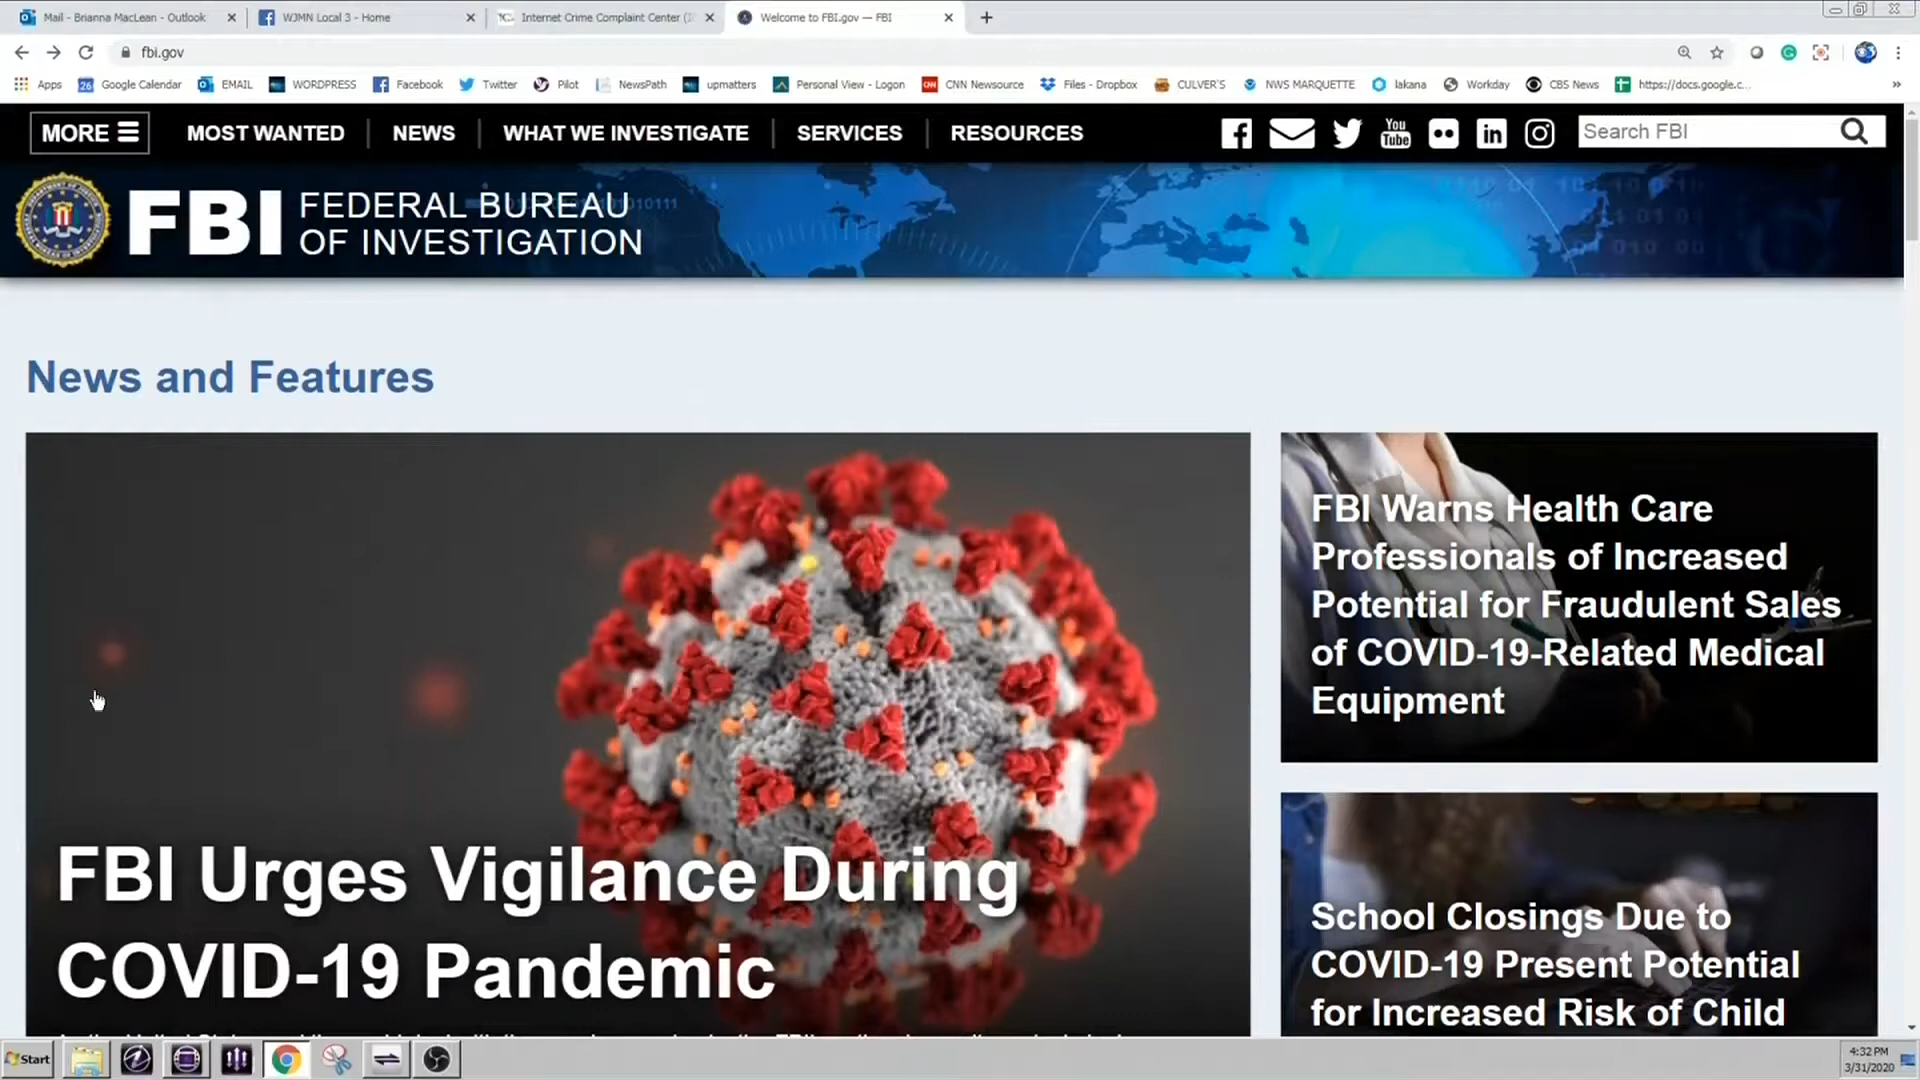 Mail - Brianna MacLean - Outlook
WJMN Local 3 - Home
Internet Crime Complaint Center (I
Welcome to FBI.gov — FBI
fbi.gov
Apps
26
Google Calendar
EMAIL
WORDPRESS
Facebook
Twitter
Pilot
NewsPath
upmatters
Personal View - Logon
CNN Newsource
Files - Dropbox
CULVER'S
NWS MARQUETTE
lakana
Workday
CBS News
https://docs.google.c...
MORE
MOST WANTED
NEWS
WHAT WE INVESTIGATE
SERVICES
RESOURCES
You
Tube
in
Search FBI
FBI
FEDERAL BUREAU
OF INVESTIGATION
News and Features
FBI Warns Health Care
Professionals of Increased
Potential for Fraudulent Sales
of COVID-19-Related Medical
Equipment
FBI Urges Vigilance During
COVID-19 Pandemic
School Closings Due to
COVID-19 Present Potential
for Increased Risk of Child
Start
4:32 PM
3/31/2020